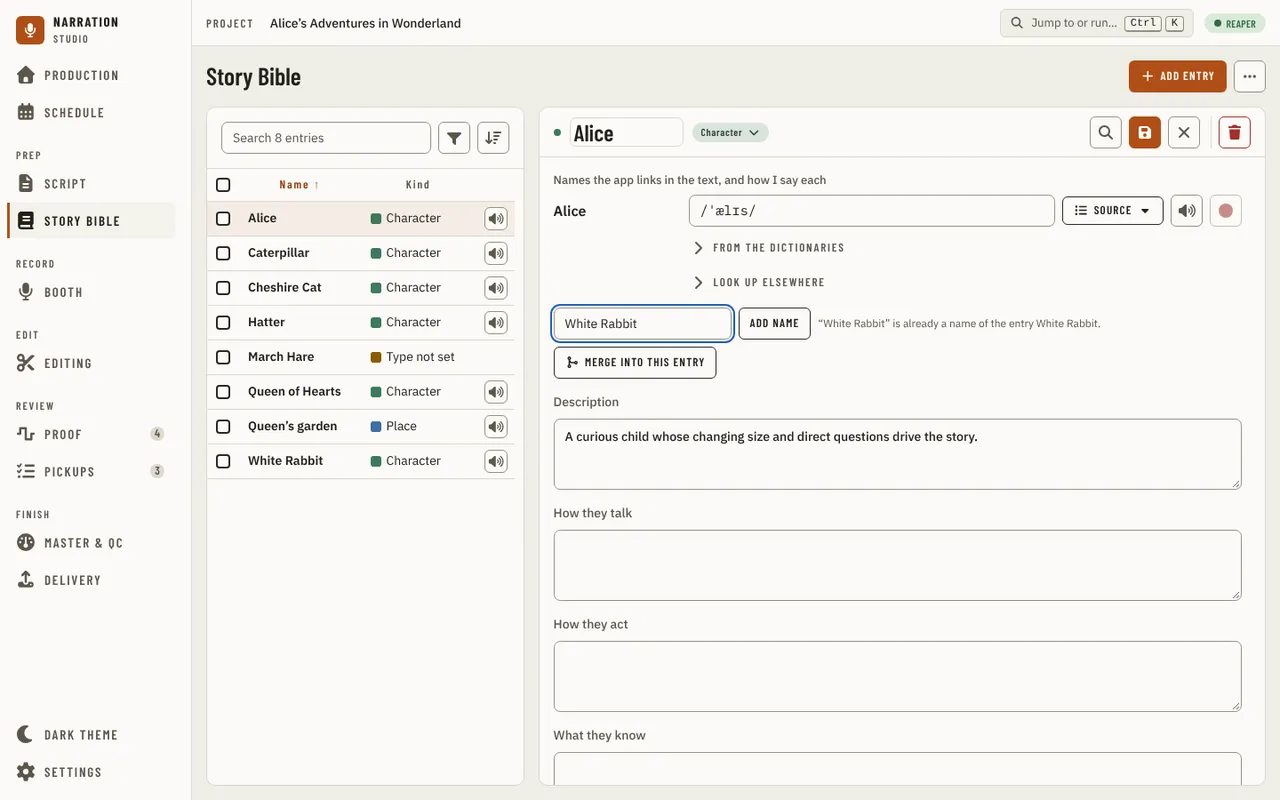 NARRATION
STUDIO
PRODUCTION
SCHEDULE
PREP
SCRIPT
STORY BIBLE
RECORD
BOOTH
EDIT
EDITING
REVIEW
PROOF 4
PICKUPS 3
FINISH
MASTER & QC
DELIVERY
DARK THEME
SETTINGS
PROJECT Alice’s Adventures in Wonderland
Jump to or run... Ctrl K
REAPER
Story Bible
ADD ENTRY
Search 8 entries
Name ↑ Kind
Alice Character
Caterpillar Character
Cheshire Cat Character
Hatter Character
March Hare Type not set
Queen of Hearts Character
Queen’s garden Place
White Rabbit Character
Alice Character
Names the app links in the text, and how I say each
Alice /ˈælɪs/ SOURCE
FROM THE DICTIONARIES
LOOK UP ELSEWHERE
White Rabbit ADD NAME “White Rabbit” is already a name of the entry White Rabbit.
MERGE INTO THIS ENTRY
Description
A curious child whose changing size and direct questions drive the story.
How they talk
How they act
What they know